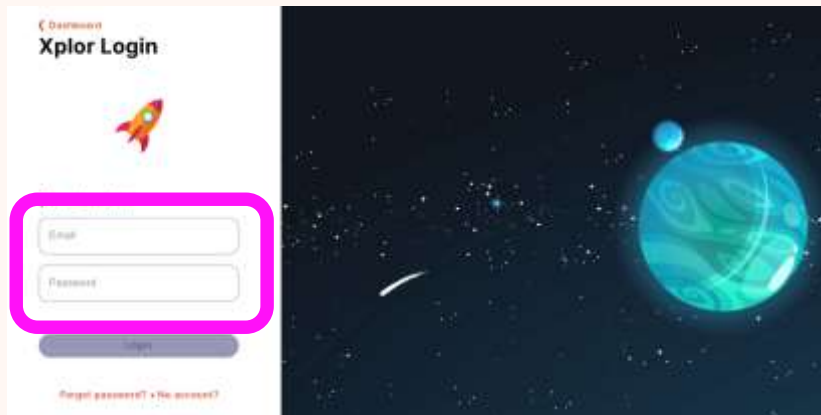 Dashboard
Xplor Login
Email
Password
Login
Forgot password? • No account?